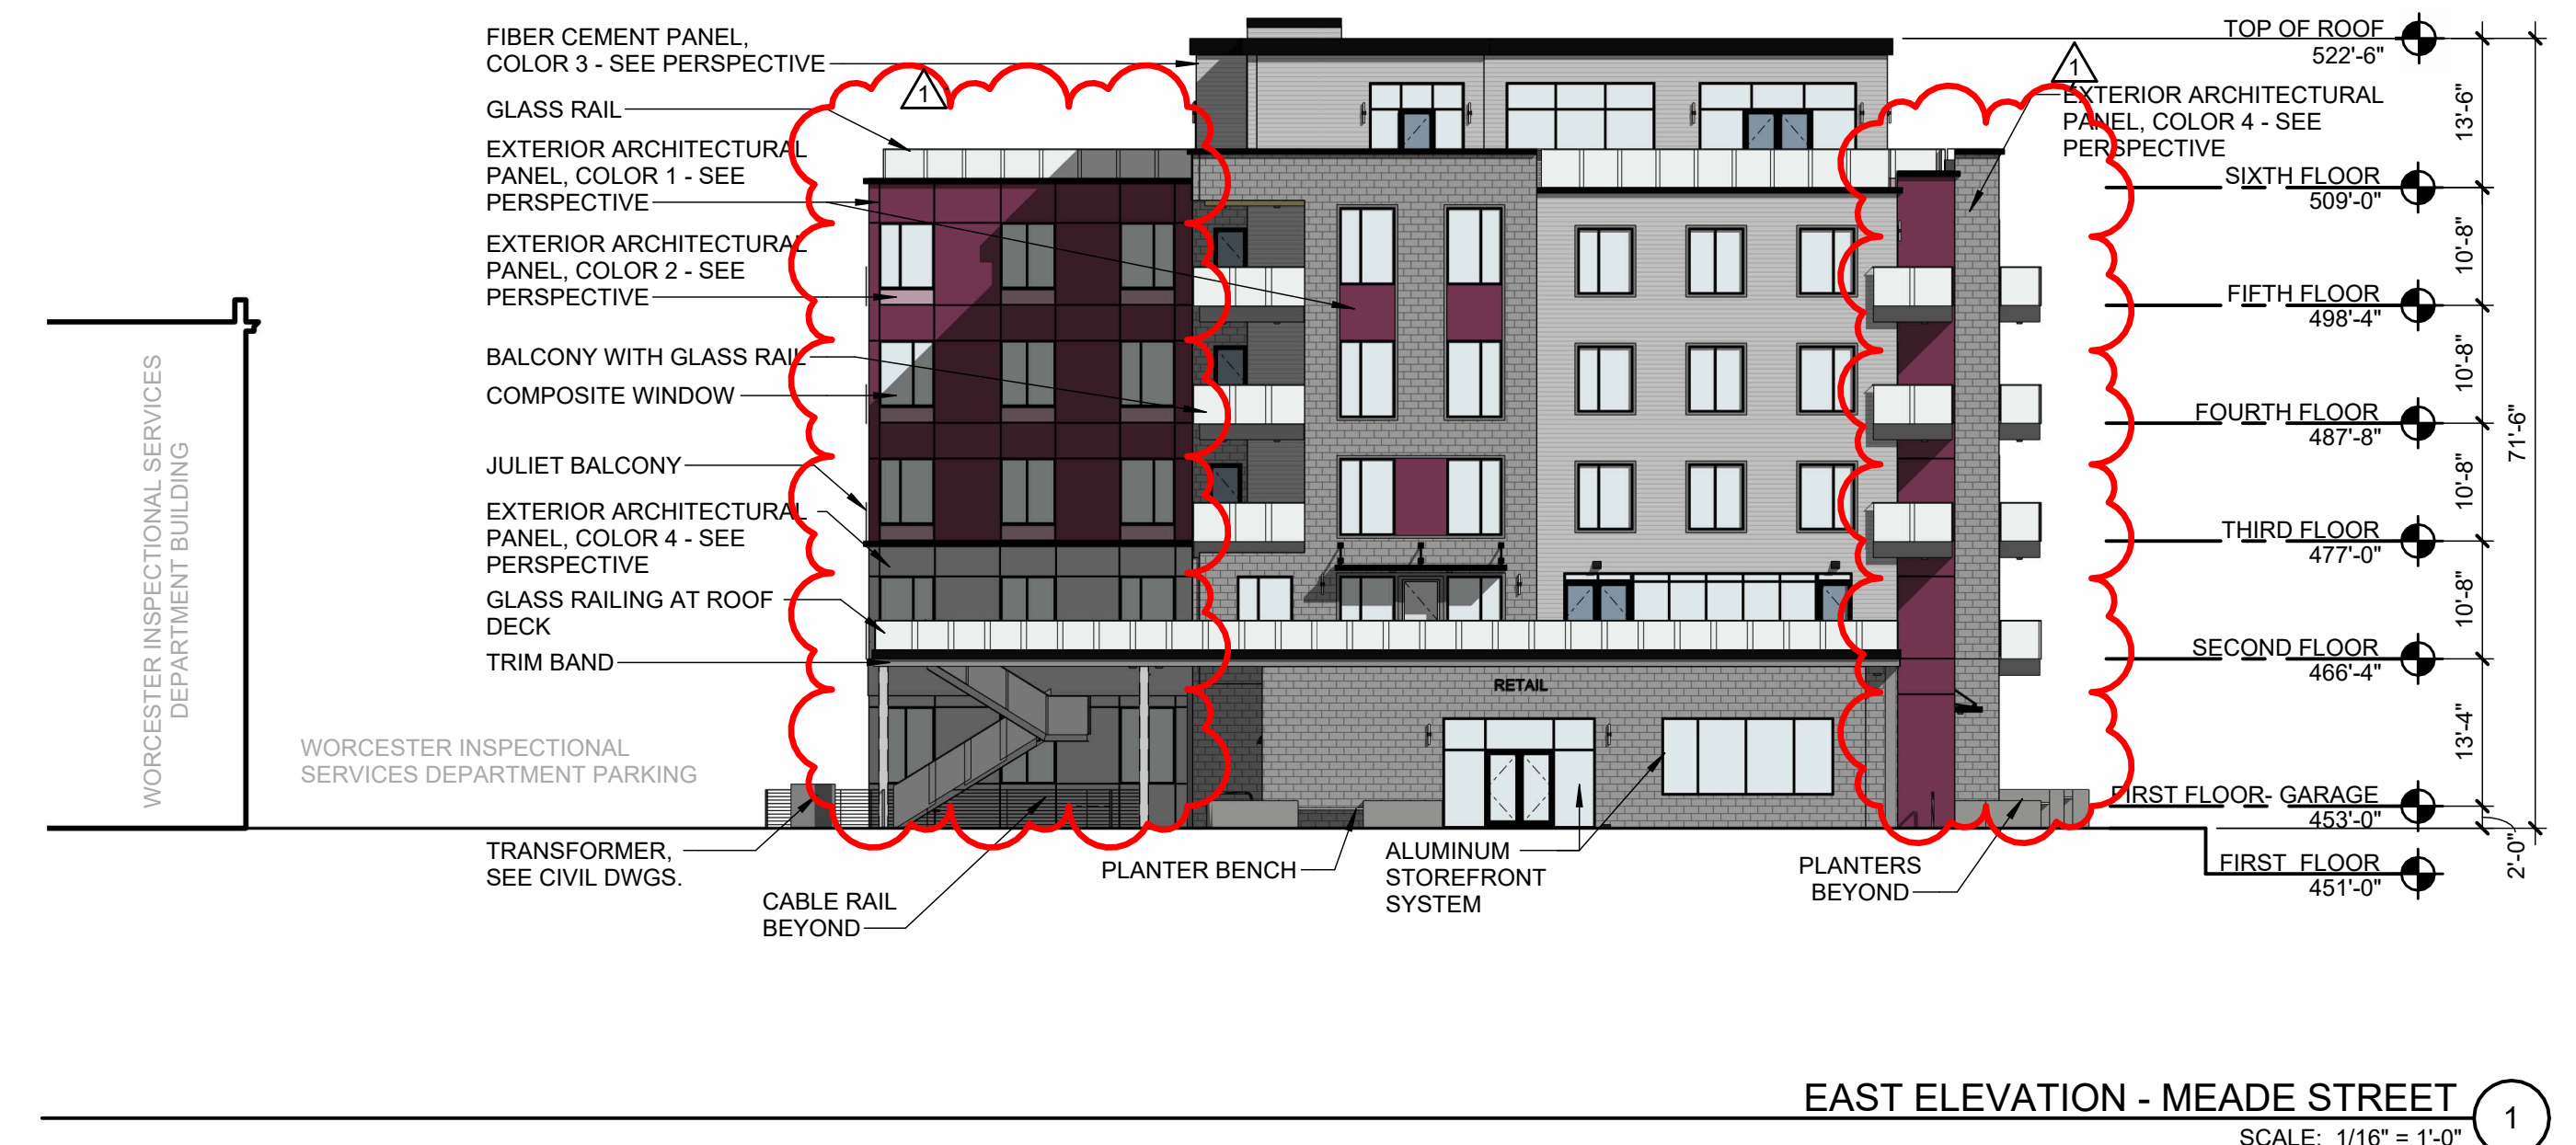 FIBER CEMENT PANEL,
COLOR 3 - SEE PERSPECTIVE
GLASS RAIL
EXTERIOR ARCHITECTURAL
PANEL, COLOR 1 - SEE
PERSPECTIVE
EXTERIOR ARCHITECTURAL
PANEL, COLOR 2 - SEE
PERSPECTIVE
BALCONY WITH GLASS RAIL
COMPOSITE WINDOW
JULIET BALCONY
EXTERIOR ARCHITECTURAL
PANEL, COLOR 4 - SEE
PERSPECTIVE
GLASS RAILING AT ROOF
DECK
TRIM BAND
TRANSFORMER,
SEE CIVIL DWGS.
CABLE RAIL
BEYOND
PLANTER BENCH
ALUMINUM
STOREFRONT
SYSTEM
PLANTERS
BEYOND
WORCESTER INSPECTIONAL SERVICES
DEPARTMENT BUILDING
WORCESTER INSPECTIONAL
SERVICES DEPARTMENT PARKING
1
RETAIL
1
EXTERIOR ARCHITECTURAL
PANEL, COLOR 4 - SEE
PERSPECTIVE
TOP OF ROOF
522'-6"
SIXTH FLOOR
509'-0"
FIFTH FLOOR
498'-4"
FOURTH FLOOR
487'-8"
THIRD FLOOR
477'-0"
SECOND FLOOR
466'-4"
FIRST FLOOR- GARAGE
453'-0"
FIRST FLOOR
451'-0"
13'-6"
10'-8"
10'-8"
10'-8"
10'-8"
13'-4"
2'-0"
71'-6"
EAST ELEVATION - MEADE STREET
1
SCALE: 1/16" = 1'-0"